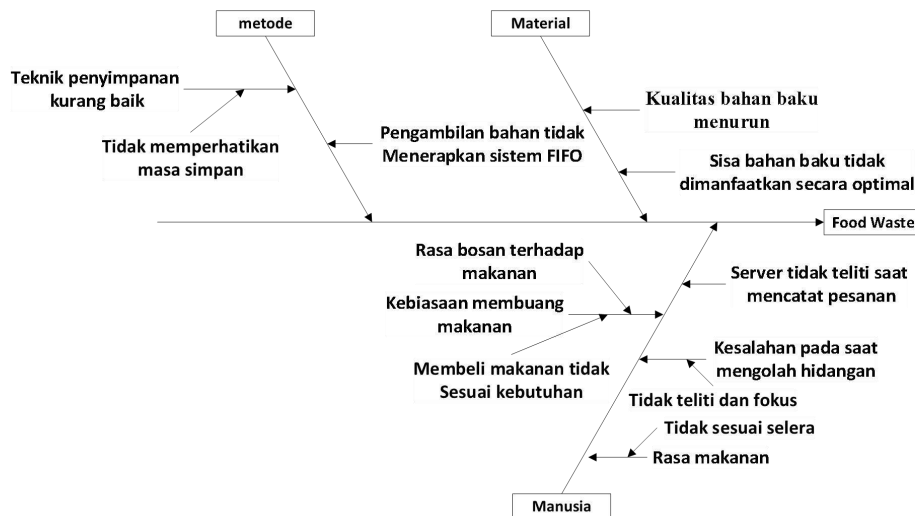 metode
Material
Teknik penyimpanan
kurang baik
Tidak memperhatikan
masa simpan
Pengambilan bahan tidak
Menerapkan sistem FIFO
Kualitas bahan baku
menurun
Sisa bahan baku tidak
dimanfaatkan secara optimal
Food Waste
Rasa bosan terhadap
makanan
Kebiasaan membuang
makanan
Membeli makanan tidak
Sesuai kebutuhan
Server tidak teliti saat
mencatat pesanan
Kesalahan pada saat
mengolah hidangan
Tidak teliti dan fokus
Tidak sesuai selera
Rasa makanan
Manusia